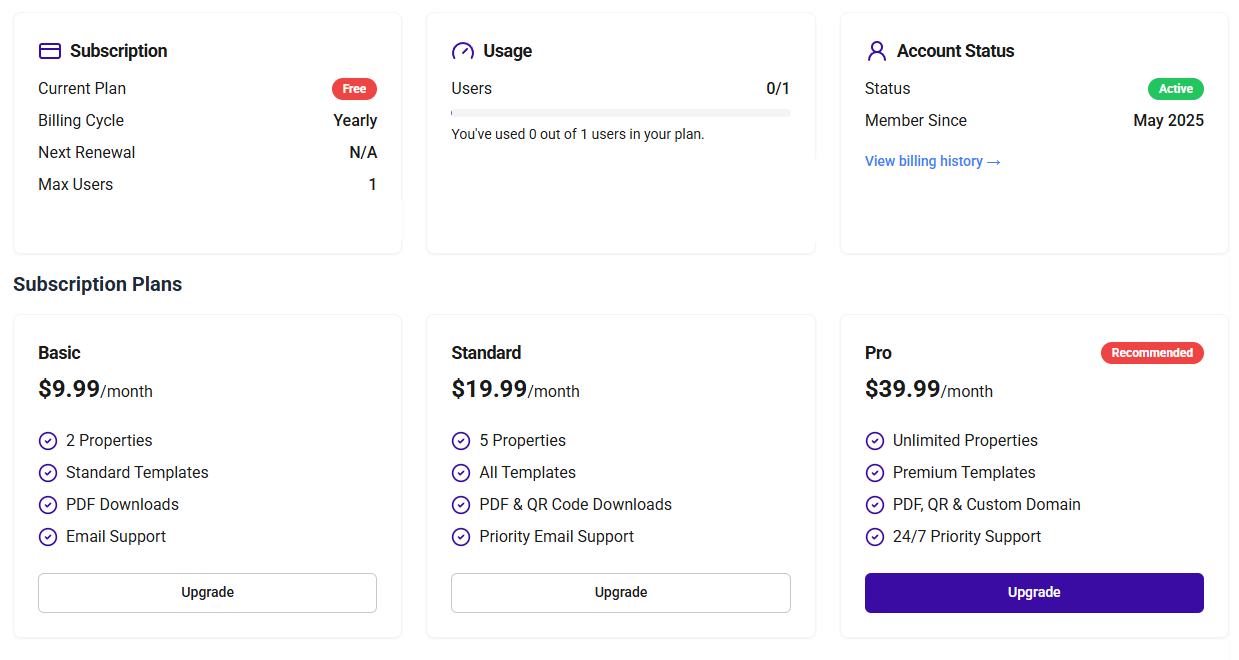 Subscription
Current Plan Free
Billing Cycle Yearly
Next Renewal N/A
Max Users 1
Usage
Users 0/1
You've used 0 out of 1 users in your plan.
Account Status
Status Active
Member Since May 2025
View billing history →
Subscription Plans
Basic
$9.99/month
2 Properties
Standard Templates
PDF Downloads
Email Support
Upgrade
Standard
$19.99/month
5 Properties
All Templates
PDF & QR Code Downloads
Priority Email Support
Upgrade
Pro Recommended
$39.99/month
Unlimited Properties
Premium Templates
PDF, QR & Custom Domain
24/7 Priority Support
Upgrade